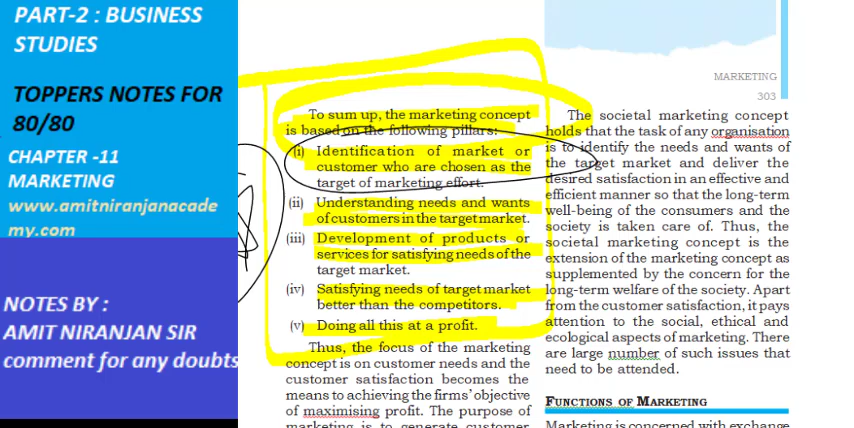 PART-2 : BUSINESS
STUDIES
TOPPERS NOTES FOR
80/80
CHAPTER -11
MARKETING
www.amitniranjanacade
my.com
NOTES BY :
AMIT NIRANJAN SIR
comment for any doubts
To sum up, the marketing concept
is based on the following pillars:
(i) Identification of market or
customer who are chosen as the
target of marketing effort.
(ii) Understanding needs and wants
of customers in the target market.
(iii) Development of products or
services for satisfying needs of the
target market.
(iv) Satisfying needs of target market
better than the competitors.
(v) Doing all this at a profit.
Thus, the focus of the marketing
concept is on customer needs and the
customer satisfaction becomes the
means to achieving the firms' objective
of maximising profit. The purpose of
marketing is to generate customer
MARKETING
303
The societal marketing concept
holds that the task of any organisation
is to identify the needs and wants of
the target market and deliver the
desired satisfaction in an effective and
efficient manner so that the long-term
well-being of the consumers and the
society is taken care of. Thus, the
societal marketing concept is the
extension of the marketing concept as
supplemented by the concern for the
long-term welfare of the society. Apart
from the customer satisfaction, it pays
attention to the social, ethical and
ecological aspects of marketing. There
are large number of such issues that
need to be attended.
FUNCTIONS OF MARKETING
Marketing is concerned with exchange